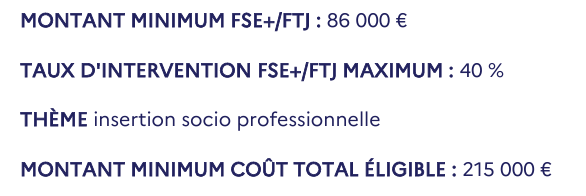 MONTANT MINIMUM FSE+/FTJ : 86 000 €
TAUX D'INTERVENTION FSE+/FTJ MAXIMUM : 40 %
THÈME insertion socio professionnelle
MONTANT MINIMUM COÛT TOTAL ÉLIGIBLE : 215 000 €